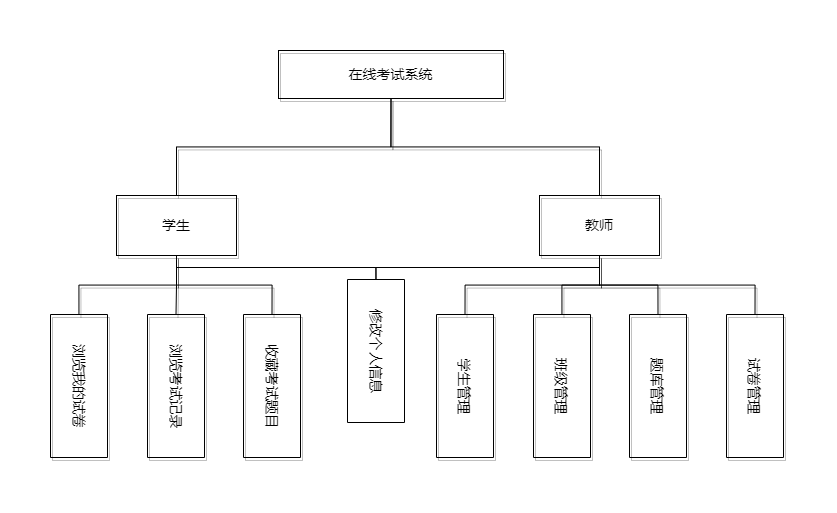 在线考试系统
学生
教师
浏览我的试卷
浏览考试记录
收藏考试题目
修改个人信息
学生管理
班级管理
题库管理
试卷管理